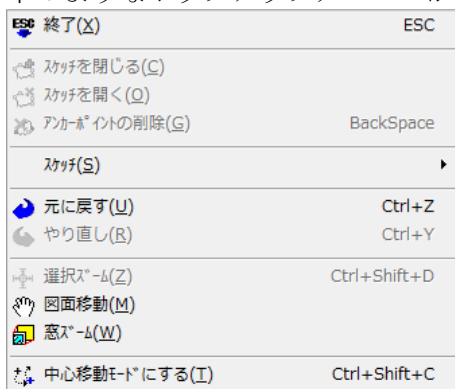 ESC 終了(X) ESC
ｽｹｯﾁを閉じる(C)
ｽｹｯﾁを開く(O)
ｱﾝｶｰﾎﾟｲﾝﾄの削除(G) BackSpace
ｽｹｯﾁ(S)
元に戻す(U) Ctrl+Z
やり直し(R) Ctrl+Y
選択ｽﾞｰﾑ(Z) Ctrl+Shift+D
図面移動(M)
窓ｽﾞｰﾑ(W)
中心移動ﾓｰﾄﾞにする(T) Ctrl+Shift+C